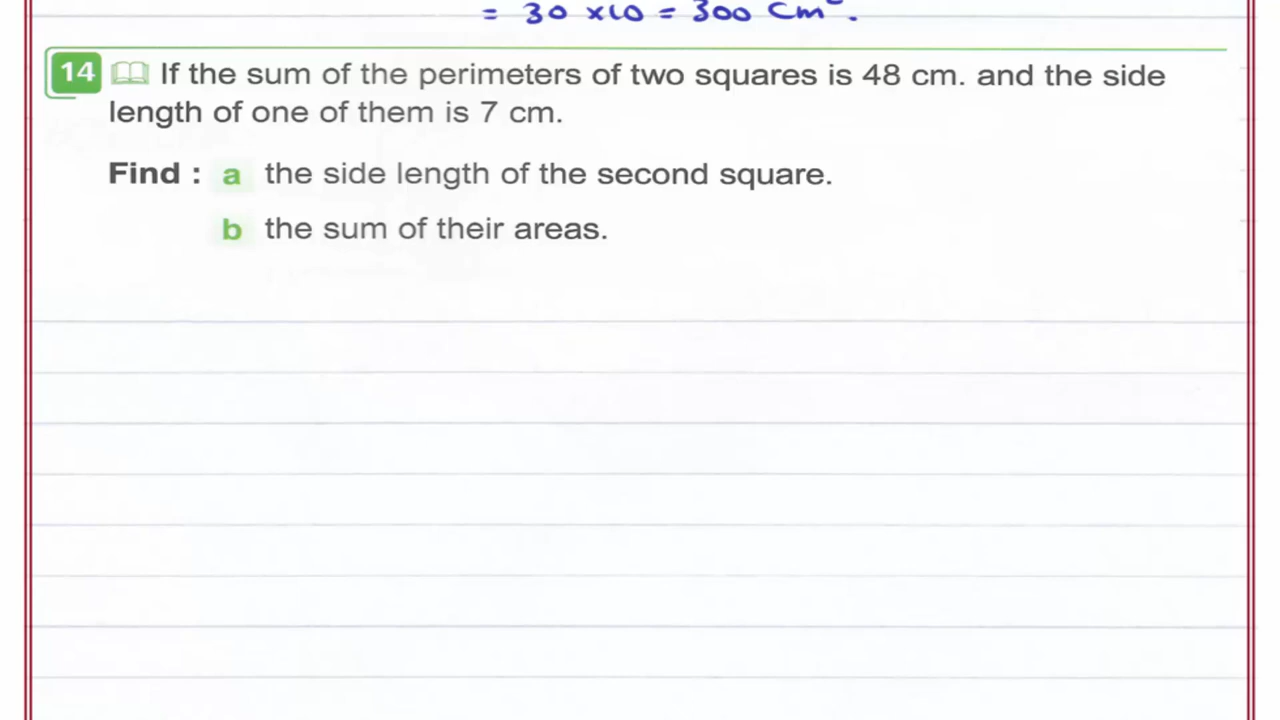 = 30 ×10 = 300 Cm².
14 If the sum of the perimeters of two squares is 48 cm. and the side
length of one of them is 7 cm.
Find : a the side length of the second square.
b the sum of their areas.